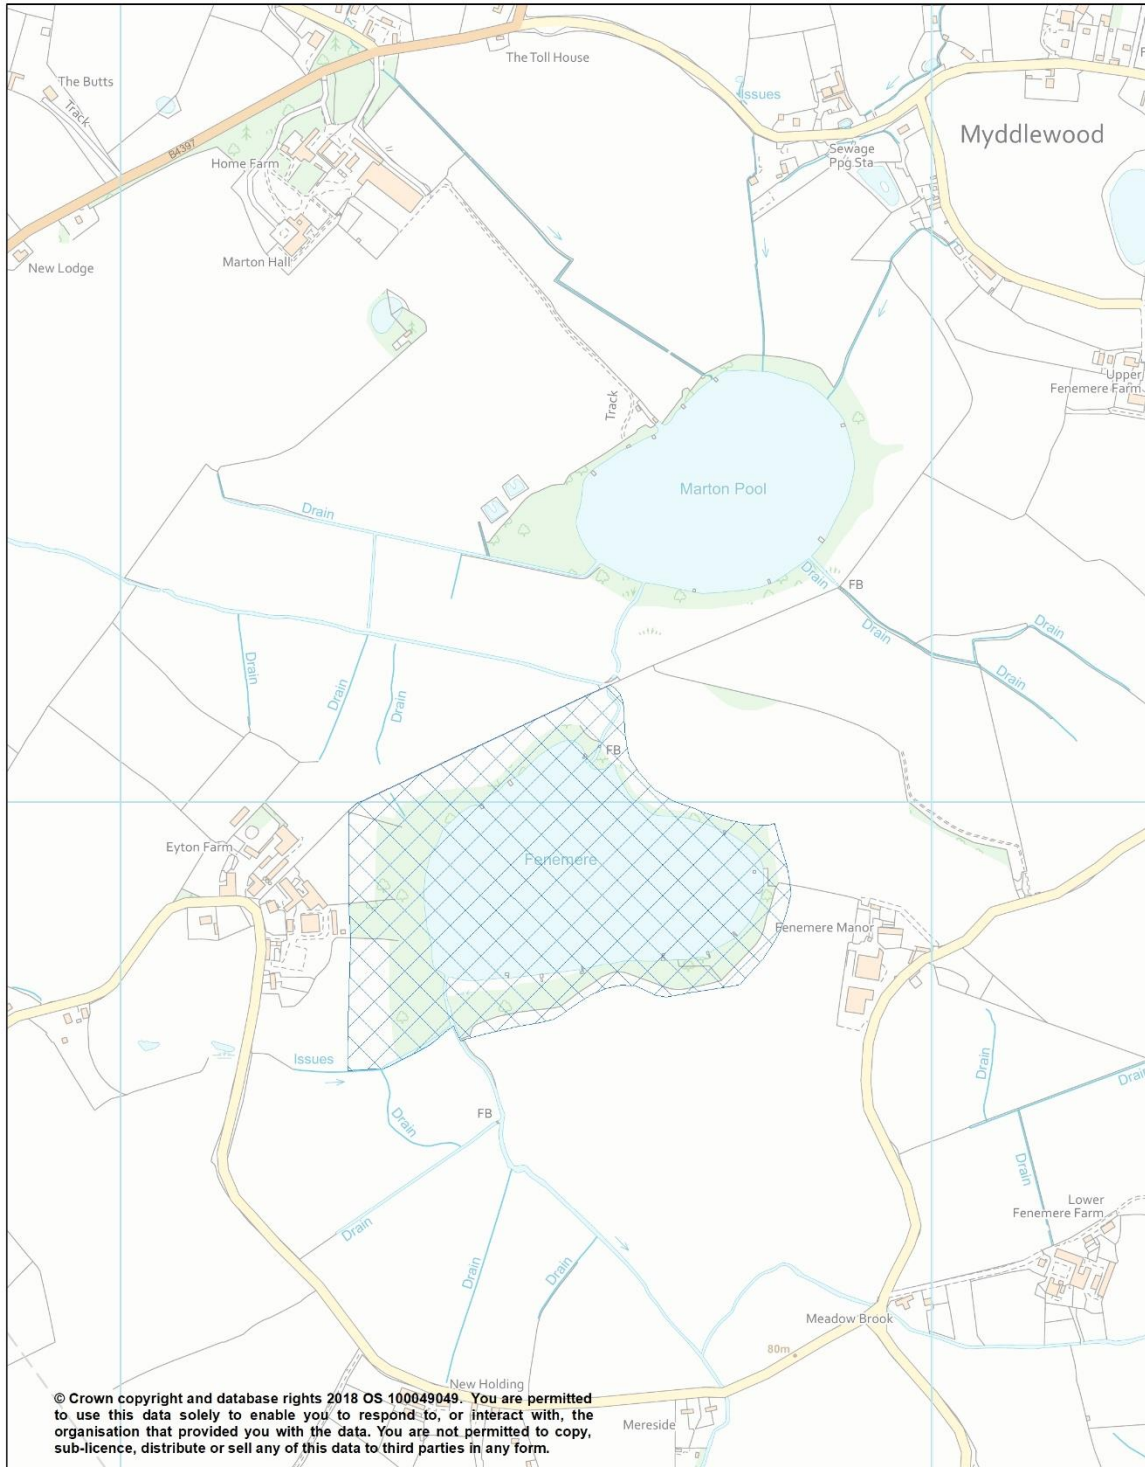 The Toll House
The Butts
Track
Issues
Myddlewood
B4397
Home Farm
Sewage
Ppg Sta
Marton Hall
New Lodge
Upper
Fenemere Farm
Track
Marton Pool
Drain
Drain
FB
Drain
Drain
Drain
Drain
Drain
Drain
FB
Eyton Farm
Fenemere
Fenemere Manor
Issues
Drain
FB
Drain
Drain
Drain
Drain
Drain
Drain
Lower
Fenemere Farm
Meadow Brook
80m
New Holding
Mereside
© Crown copyright and database rights 2018 OS 100049049. You are permitted
to use this data solely to enable you to respond to, or interact with, the
organisation that provided you with the data. You are not permitted to copy,
sub-licence, distribute or sell any of this data to third parties in any form.